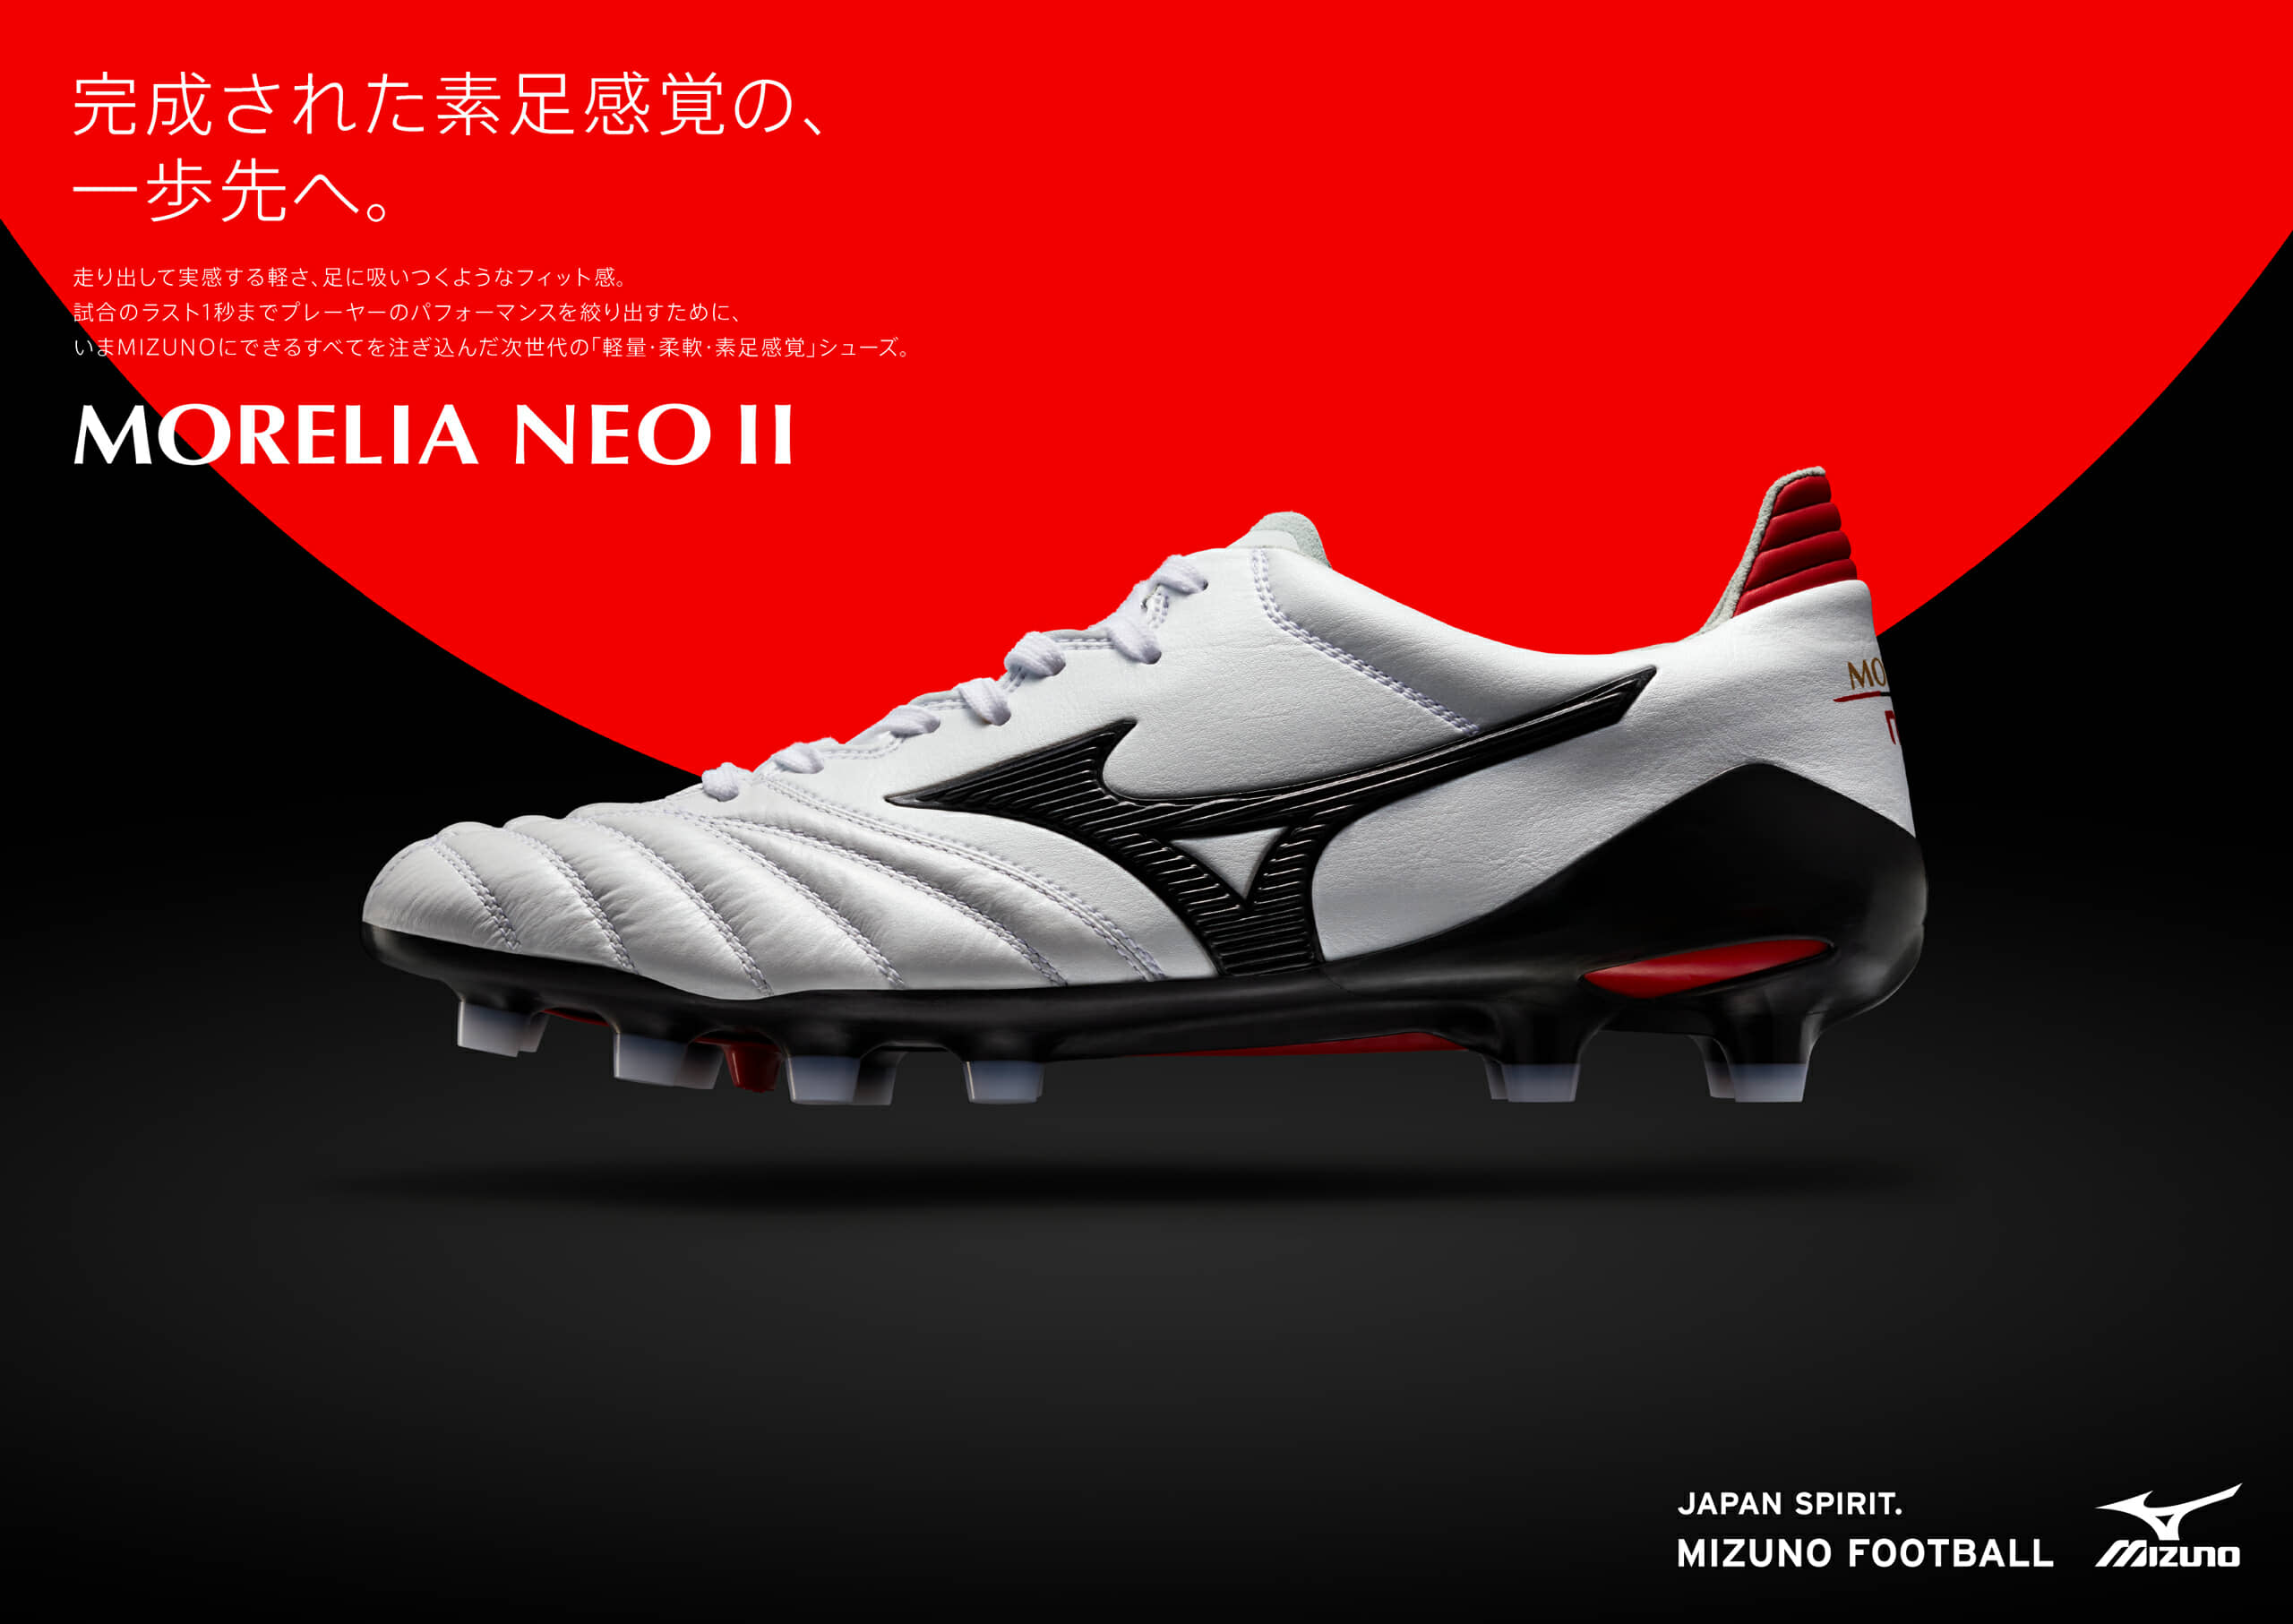 完成された素足感覚の、
一歩先へ。
走り出して実感する軽さ、足に吸いつくようなフィット感。
試合のラスト1秒までプレーヤーのパフォーマンスを絞り出すために、
いまMIZUNOにできるすべてを注ぎ込んだ次世代の「軽量・柔軟・素足感覚」シューズ。
MORELIA NEO II
MO
JAPAN SPIRIT.
MIZUNO FOOTBALL
MIZUNO